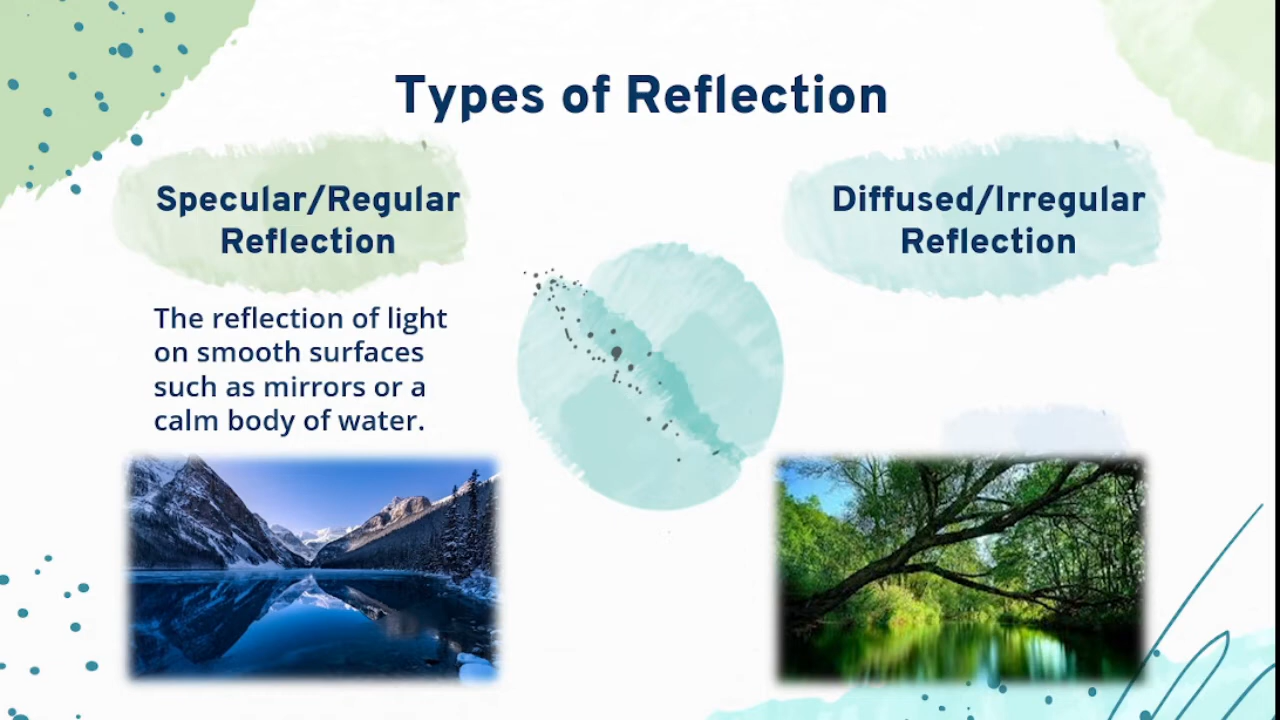 Types of Reflection
Specular/Regular
Reflection
The reflection of light
on smooth surfaces
such as mirrors or a
calm body of water.
Diffused/Irregular
Reflection